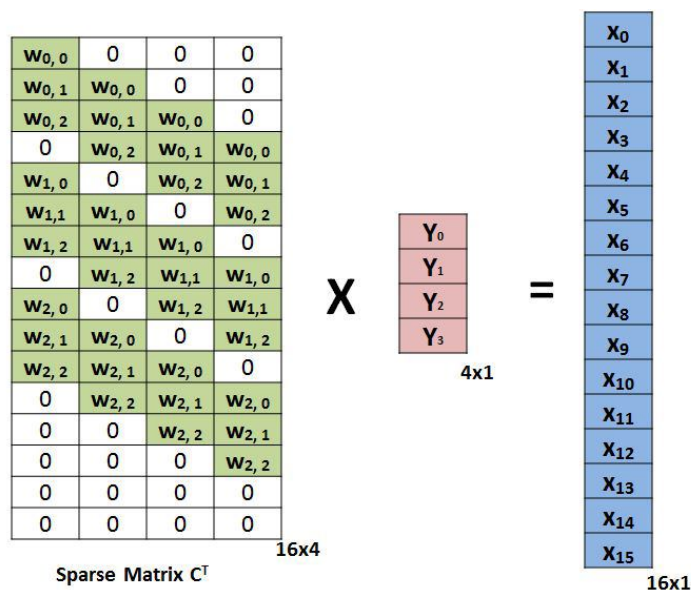 w0, 0 0 0 0
w0, 1 w0, 0 0 0
w0, 2 w0, 1 w0, 0 0
0 w0, 2 w0, 1 w0, 0
w1, 0 0 w0, 2 w0, 1
w1,1 w1, 0 0 w0, 2
w1, 2 w1,1 w1, 0 0
0 w1, 2 w1,1 w1, 0
w2, 0 0 w1, 2 w1,1
w2, 1 w2, 0 0 w1, 2
w2, 2 w2, 1 w2, 0 0
0 w2, 2 w2, 1 w2, 0
0 0 w2, 2 w2, 1
0 0 0 w2, 2
0 0 0 0
0 0 0 0
16x4
Sparse Matrix Cᵀ
X
Y₀
Y₁
Y₂
Y₃
4x1
=
x₀
x₁
x₂
x₃
x₄
x₅
x₆
x₇
x₈
x₉
x₁₀
x₁₁
x₁₂
x₁₃
x₁₄
x₁₅
16x1